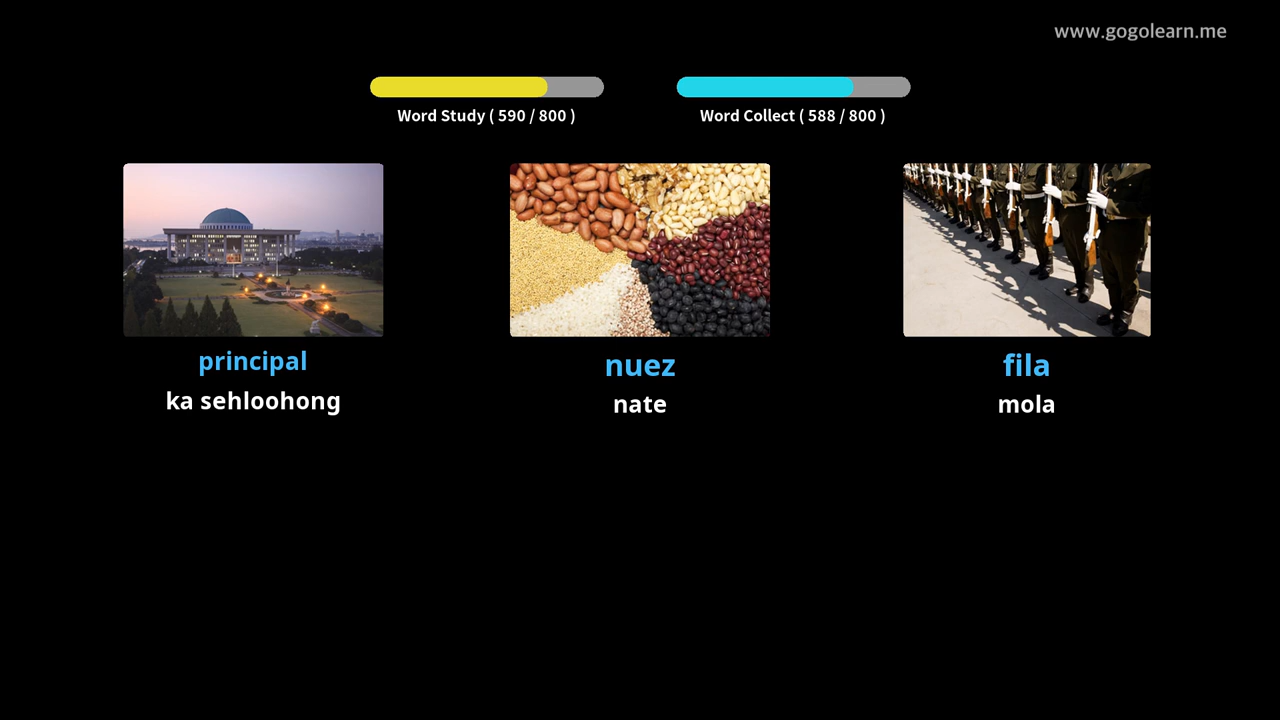 www.gogolearn.me
Word Study ( 590 / 800 )
Word Collect ( 588 / 800 )
principal
ka sehloohong
nuez
nate
fila
mola